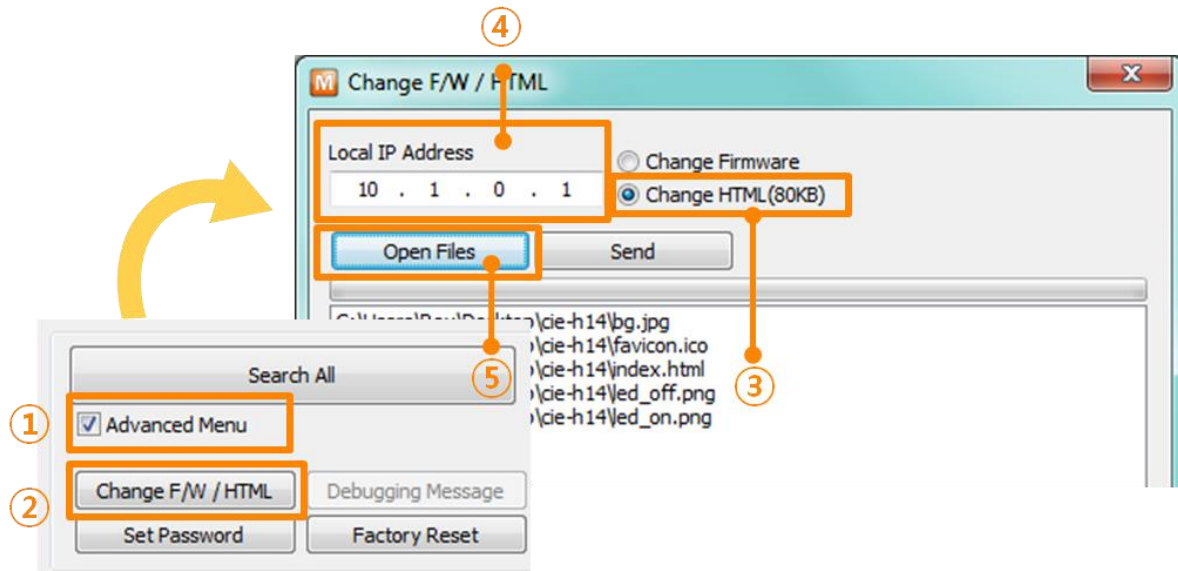 ④
M Change F/W / HTML
Local IP Address
10 . 1 . 0 . 1
Change Firmware
Change HTML(80KB)
Open Files
Send
\cie-h14\bg.jpg
\cie-h14\favicon.ico
\cie-h14\index.html
\cie-h14\led_off.png
\cie-h14\led_on.png
⑤
③
Search All
① Advanced Menu
② Change F/W / HTML
Debugging Message
Set Password
Factory Reset